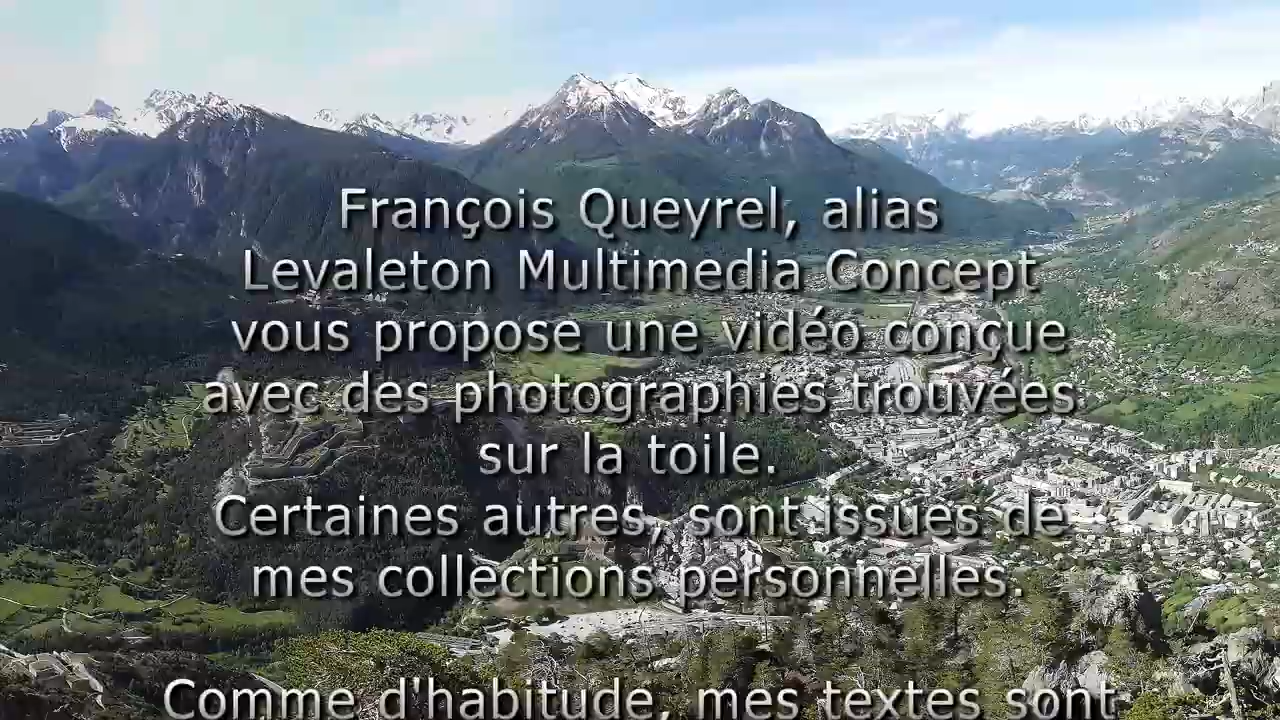 François Queyrel, alias
Levaleton Multimedia Concept
vous propose une vidéo conçue
avec des photographies trouvées
sur la toile.
Certaines autres, sont issues de
mes collections personnelles.
Comme d'habitude, mes textes sont